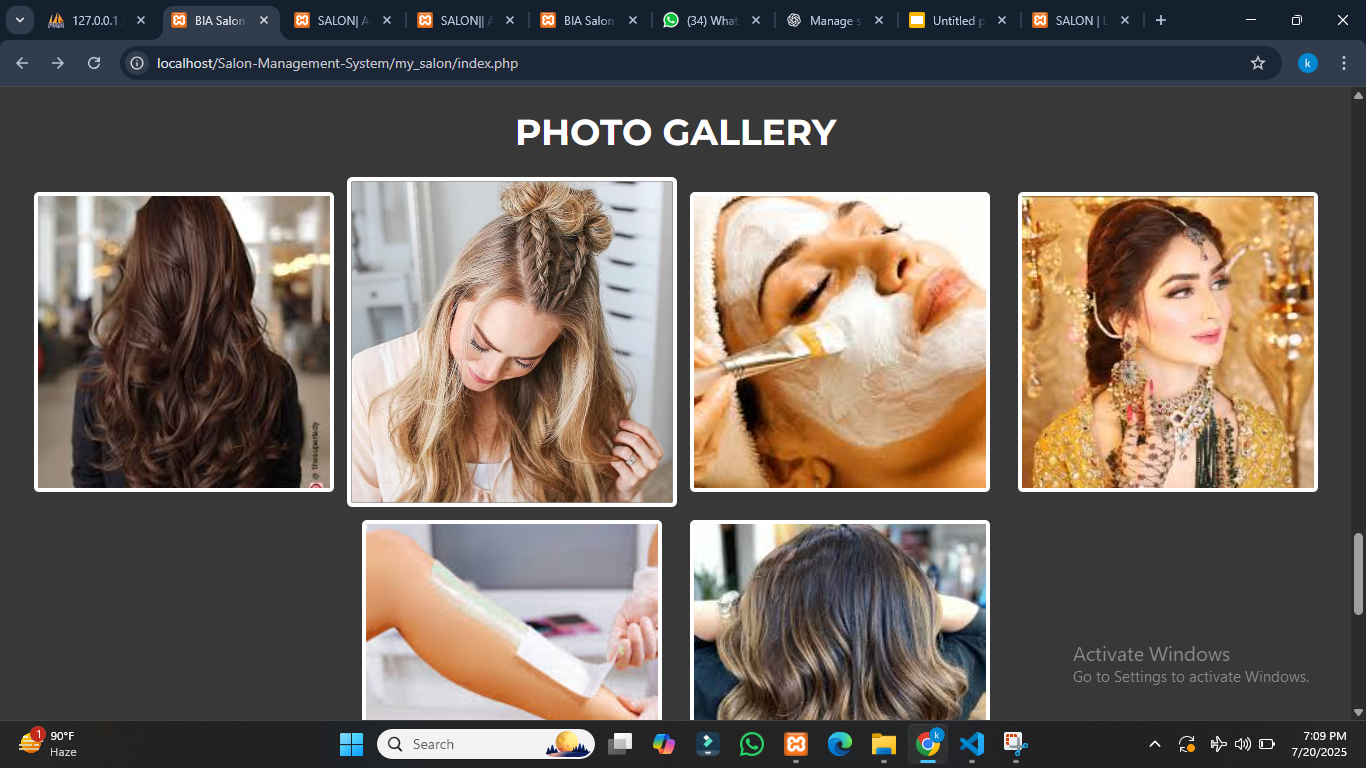 127.0.0.1
BIA Salon
SALON| A
SALON|| A
BIA Salon
(34) What
Manage s
Untitled p
SALON | L
localhost/Salon-Management-System/my_salon/index.php
k
PHOTO GALLERY
@ thesuperlady
Activate Windows
Go to Settings to activate Windows.
1
90°F
Haze
Search
k
7:09 PM
7/20/2025